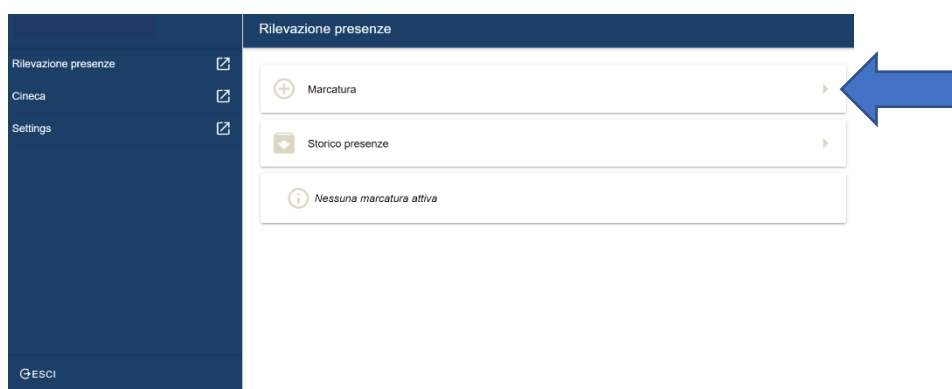 Rilevazione presenze
Rilevazione presenze
Cineca
Settings
Marcatura
Storico presenze
Nessuna marcatura attiva
ESCI